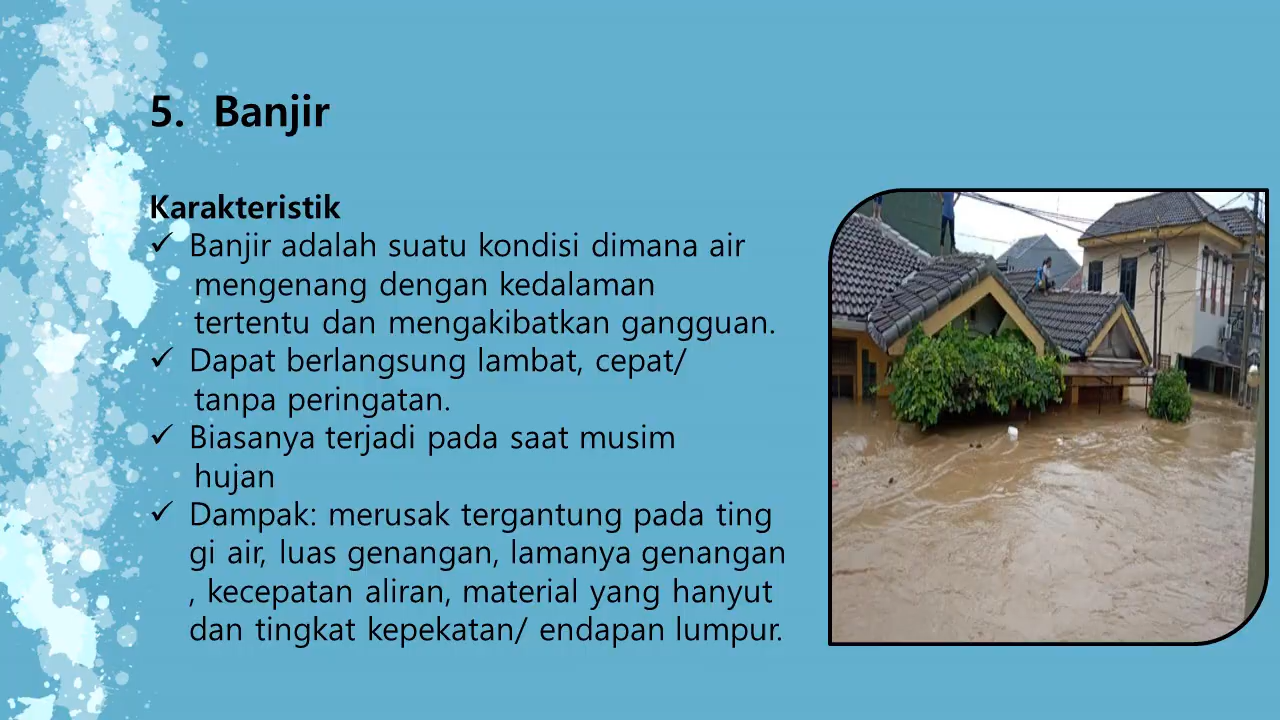 5. Banjir
Karakteristik
✓ Banjir adalah suatu kondisi dimana air
mengenang dengan kedalaman
tertentu dan mengakibatkan gangguan.
✓ Dapat berlangsung lambat, cepat/
tanpa peringatan.
✓ Biasanya terjadi pada saat musim
hujan
✓ Dampak: merusak tergantung pada ting
gi air, luas genangan, lamanya genangan
, kecepatan aliran, material yang hanyut
dan tingkat kepekatan/ endapan lumpur.